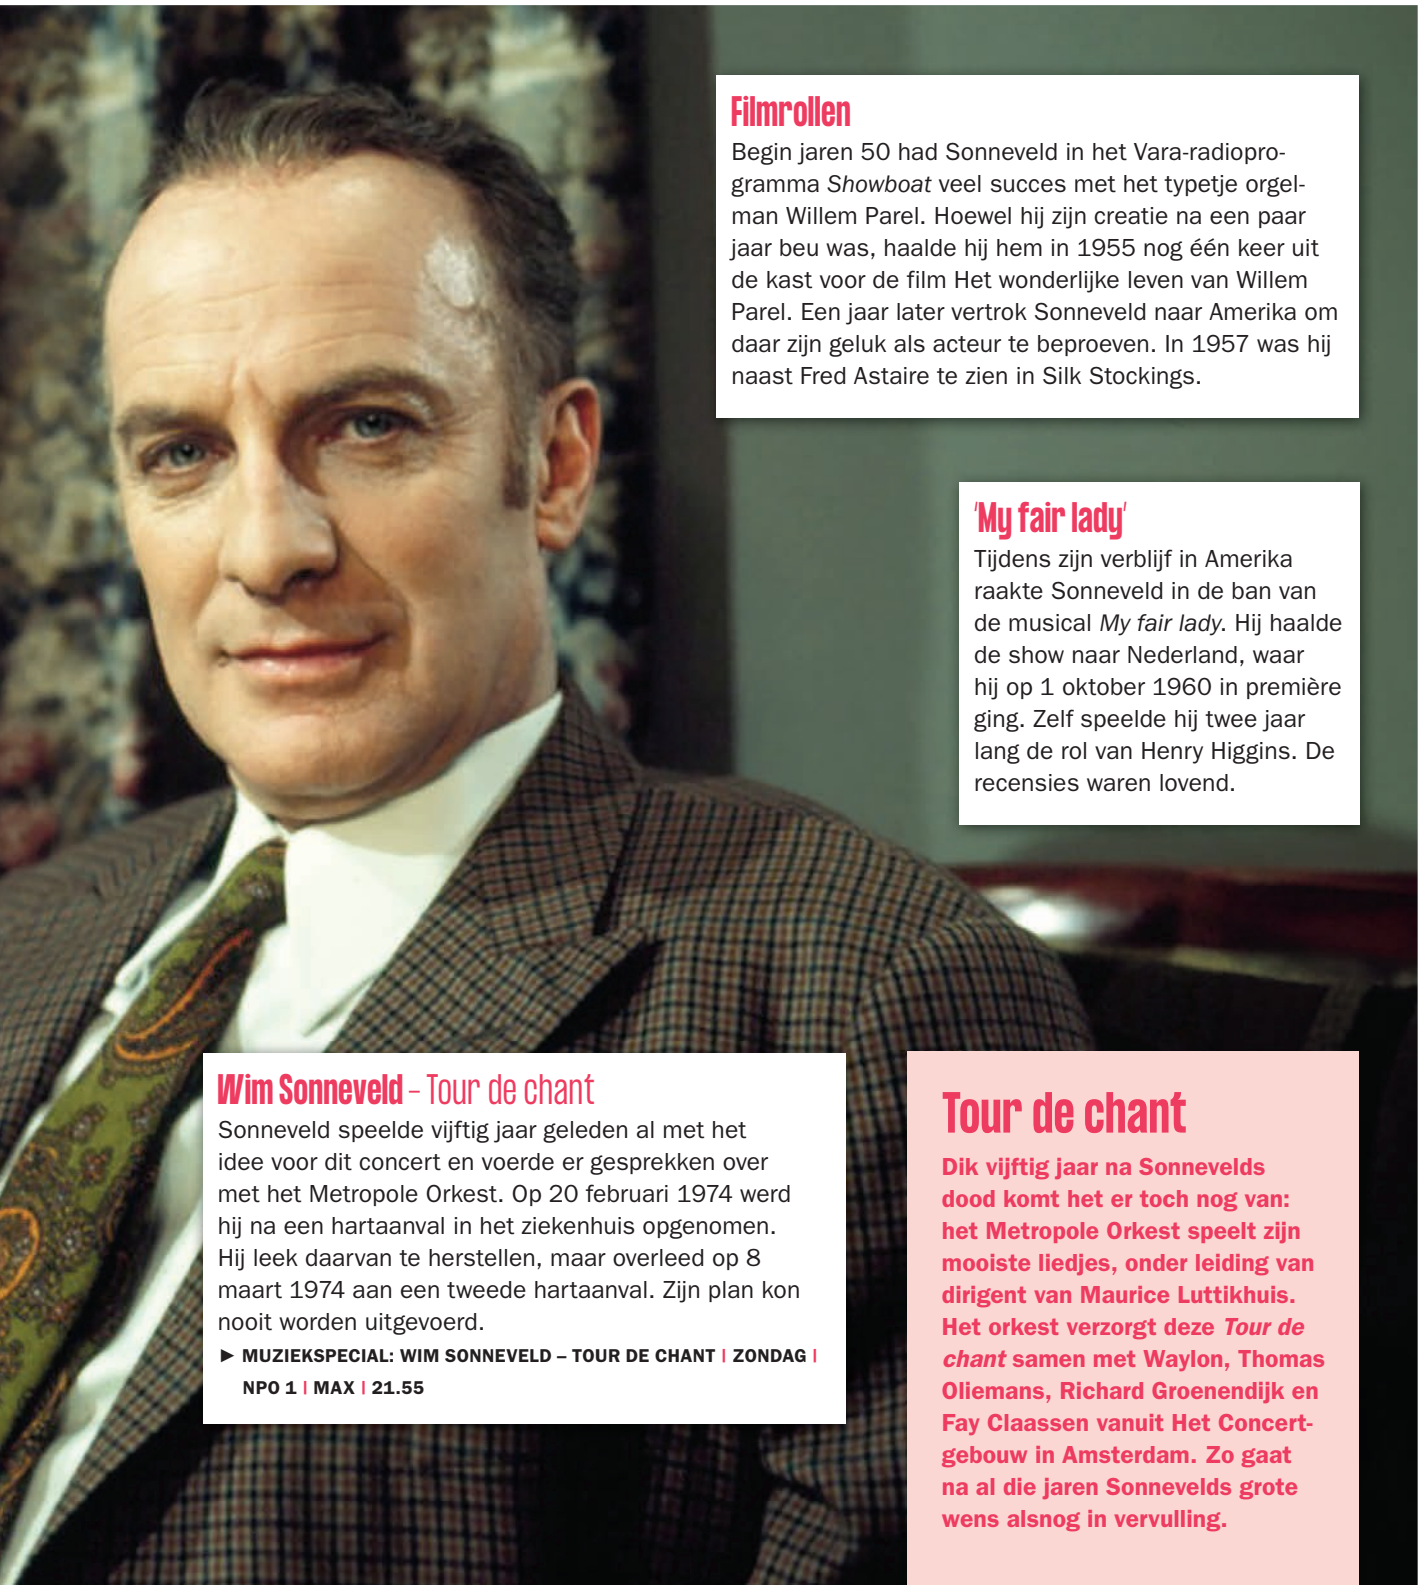 Filmrollen
Begin jaren 50 had Sonneveld in het Vara-radiopro-
gramma Showboat veel succes met het typetje orgel-
man Willem Parel. Hoewel hij zijn creatie na een paar
jaar beu was, haalde hij hem in 1955 nog één keer uit
de kast voor de film Het wonderlijke leven van Willem
Parel. Een jaar later vertrok Sonneveld naar Amerika om
daar zijn geluk als acteur te beproeven. In 1957 was hij
naast Fred Astaire te zien in Silk Stockings.
'My fair lady'
Tijdens zijn verblijf in Amerika
raakte Sonneveld in de ban van
de musical My fair lady. Hij haalde
de show naar Nederland, waar
hij op 1 oktober 1960 in première
ging. Zelf speelde hij twee jaar
lang de rol van Henry Higgins. De
recensies waren lovend.
Wim Sonneveld – Tour de chant
Sonneveld speelde vijftig jaar geleden al met het
idee voor dit concert en voerde er gesprekken over
met het Metropole Orkest. Op 20 februari 1974 werd
hij na een hartaanval in het ziekenhuis opgenomen.
Hij leek daarvan te herstellen, maar overleed op 8
maart 1974 aan een tweede hartaanval. Zijn plan kon
nooit worden uitgevoerd.
► MUZIEKSPECIAL: WIM SONNEVELD – TOUR DE CHANT | ZONDAG |
NPO 1 | MAX | 21.55
Tour de chant
Dik vijftig jaar na Sonnevelds
dood komt het er toch nog van:
het Metropole Orkest speelt zijn
mooiste liedjes, onder leiding van
dirigent van Maurice Luttikhuis.
Het orkest verzorgt deze Tour de
chant samen met Waylon, Thomas
Oliemans, Richard Groenendijk en
Fay Claassen vanuit Het Concert-
gebouw in Amsterdam. Zo gaat
na al die jaren Sonnevelds grote
wens alsnog in vervulling.